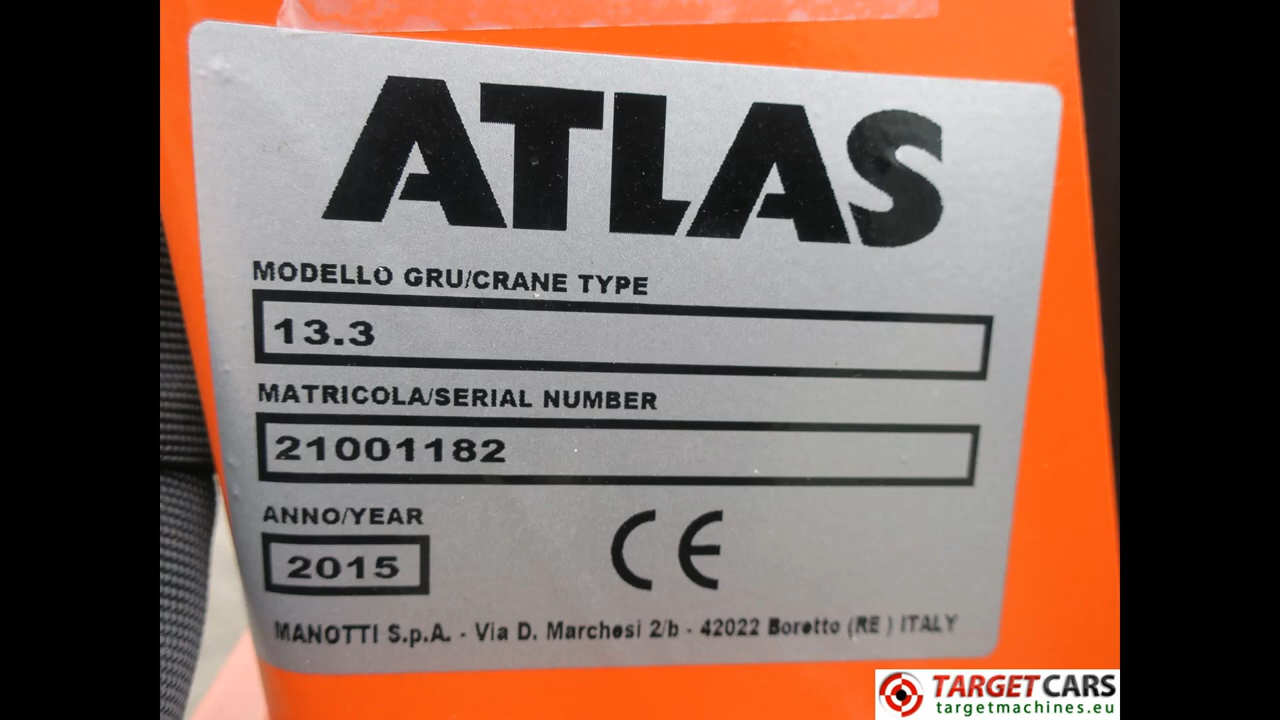 ATLAS
MODELLO GRU/CRANE TYPE
13.3
MATRICOLA/SERIAL NUMBER
21001182
ANNO/YEAR
2015
CE
MANOTTI S.p.A. - Via D. Marchesi 2/b - 42022 Boretto (RE ) ITALY
TARGET CARS
targetmachines.eu